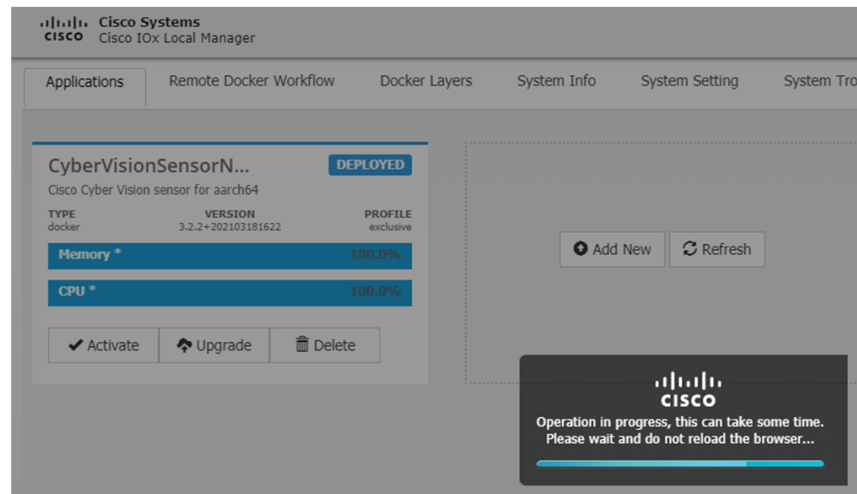 Cisco Systems
CISCO Cisco IOx Local Manager
Applications Remote Docker Workflow Docker Layers System Info System Setting System Tro
CyberVisionSensorN... DEPLOYED
Cisco Cyber Vision sensor for aarch64
TYPE VERSION PROFILE
docker 3.2.2+202103181622 exclusive
Memory * 100.0%
CPU * 100.0%
Activate Upgrade Delete
Add New Refresh
CISCO
Operation in progress, this can take some time.
Please wait and do not reload the browser...